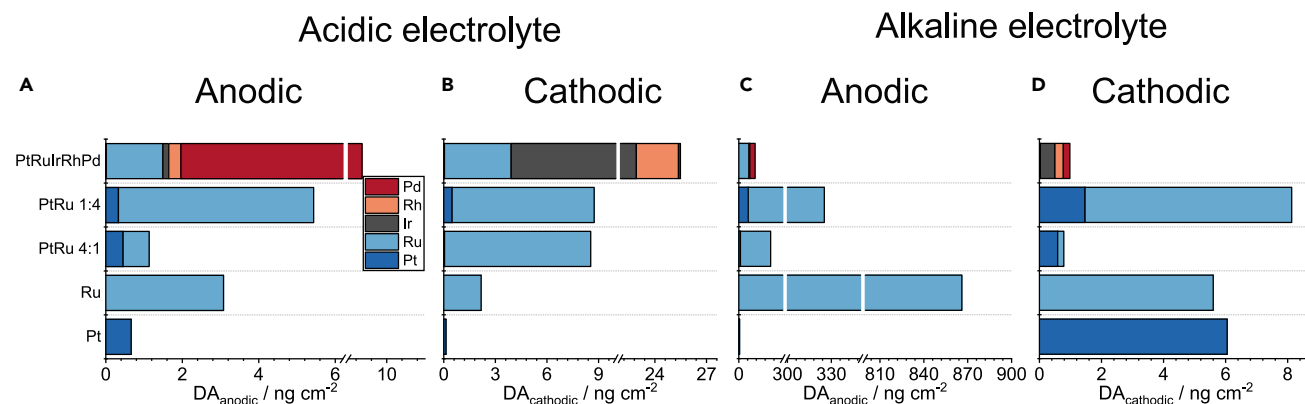 Acidic electrolyte Alkaline electrolyte
A Anodic B Cathodic C Anodic D Cathodic
PtRuIrRhPd
PtRu 1:4
PtRu 4:1
Ru
Pt
Pd
Rh
Ir
Ru
Pt
0 2 4 6 10 0 3 6 9 24 27 0 300 330 810 840 870 900 0 2 4 6 8
DAanodic / ng cm-2 DAcathodic / ng cm-2 DAanodic / ng cm-2 DAcathodic / ng cm-2